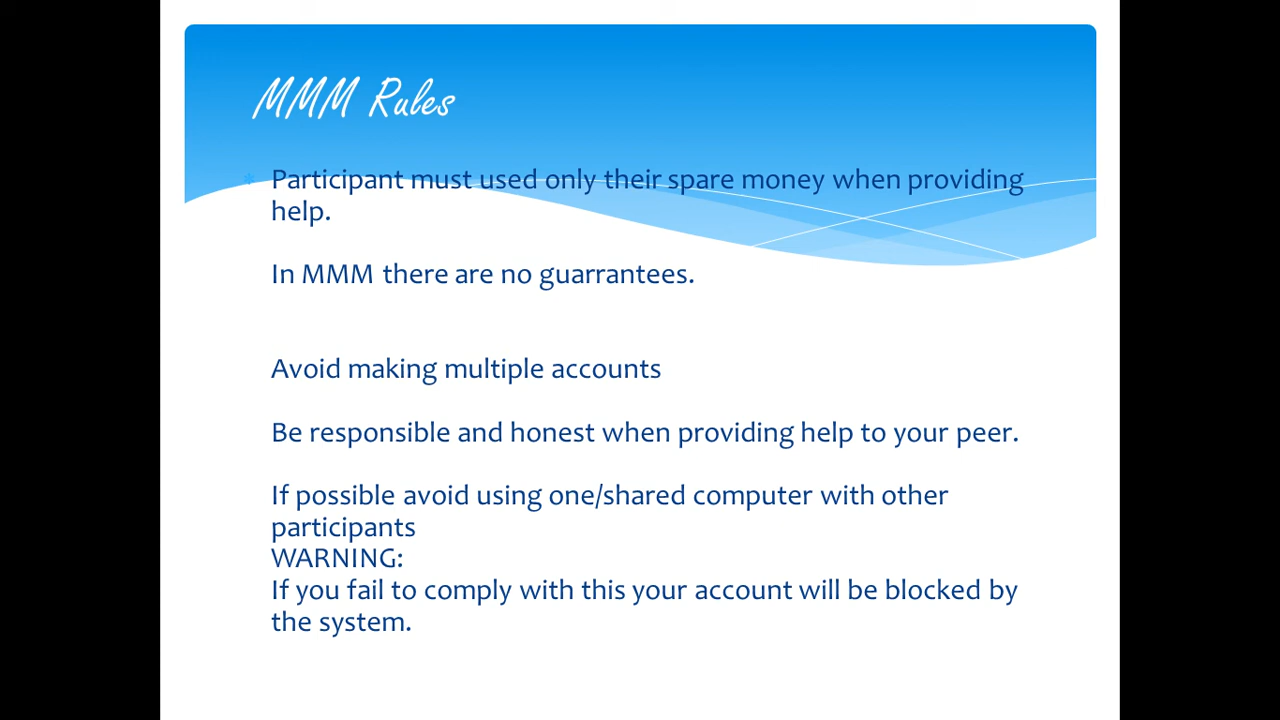 MMM Rules
Participant must used only their spare money when providing
help.
In MMM there are no guarrantees.
Avoid making multiple accounts
Be responsible and honest when providing help to your peer.
If possible avoid using one/shared computer with other
participants
WARNING:
If you fail to comply with this your account will be blocked by
the system.